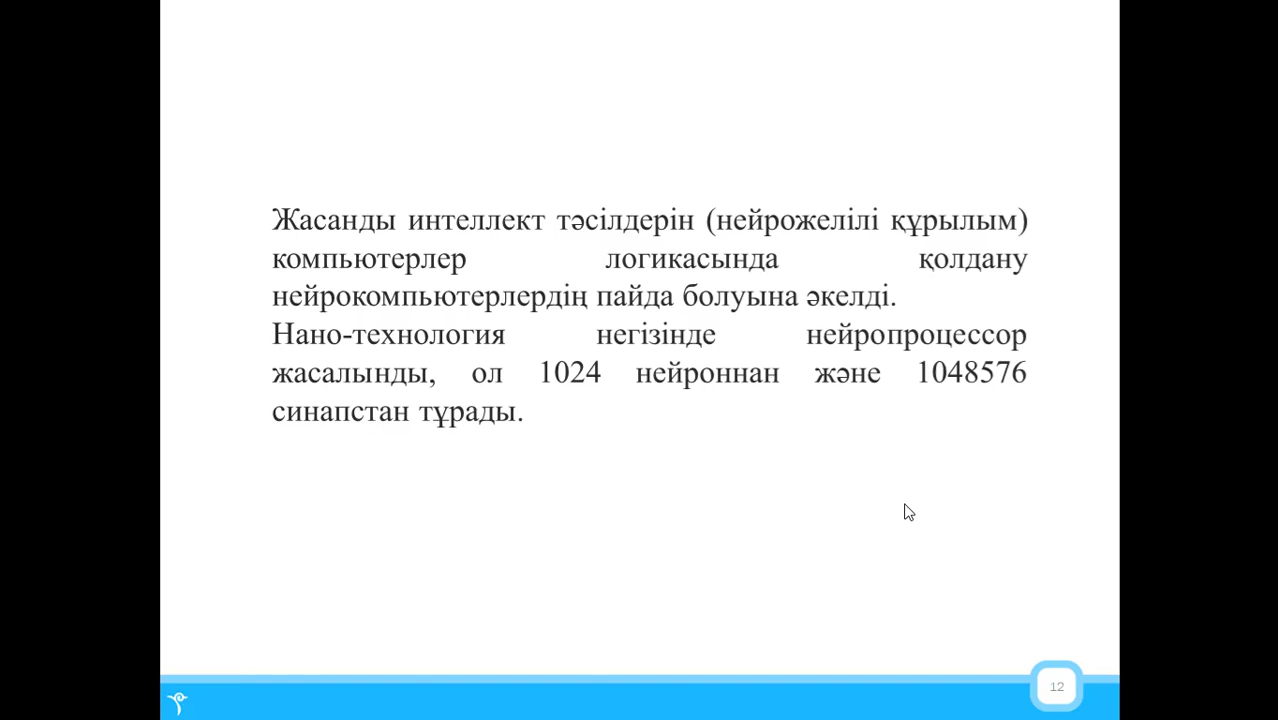 Жасанды интеллект тәсілдерін (нейрожелілі құрылым)
компьютерлер логикасында қолдану
нейрокомпьютерлердің пайда болуына әкелді.
Нано-технология негізінде нейропроцессор
жасалынды, ол 1024 нейроннан және 1048576
синапстан тұрады.
12